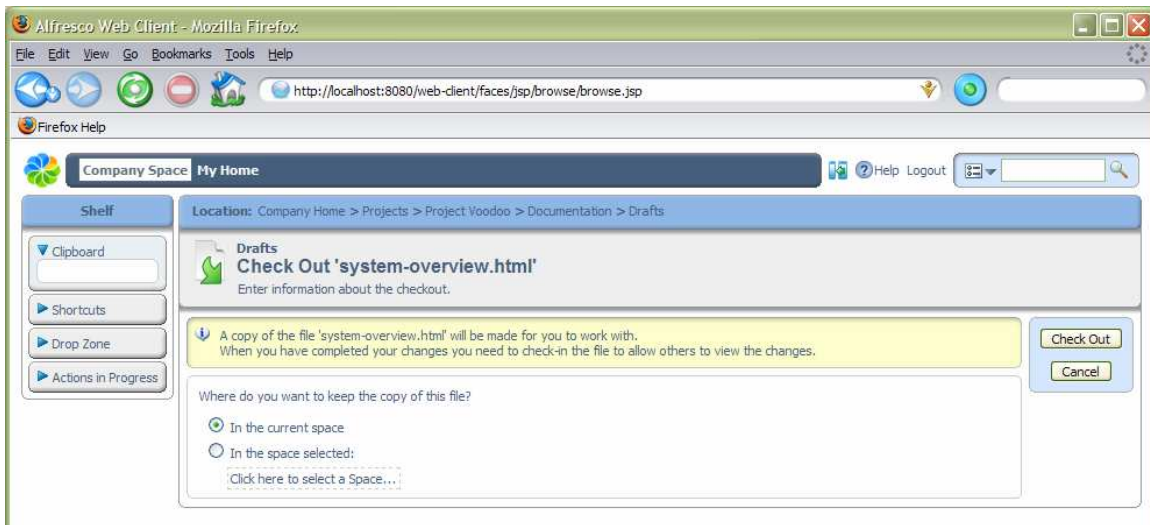 Alfresco Web Client - Mozilla Firefox
File Edit View Go Bookmarks Tools Help
http://localhost:8080/web-client/faces/jsp/browse/browse.jsp
Firefox Help
Company Space My Home Help Logout
Shelf
Location: Company Home > Projects > Project Voodoo > Documentation > Drafts
Clipboard
Shortcuts
Drop Zone
Actions in Progress
Drafts
Check Out 'system-overview.html'
Enter information about the checkout.
A copy of the file 'system-overview.html' will be made for you to work with.
When you have completed your changes you need to check-in the file to allow others to view the changes.
Where do you want to keep the copy of this file?
In the current space
In the space selected:
Click here to select a Space...
Check Out
Cancel